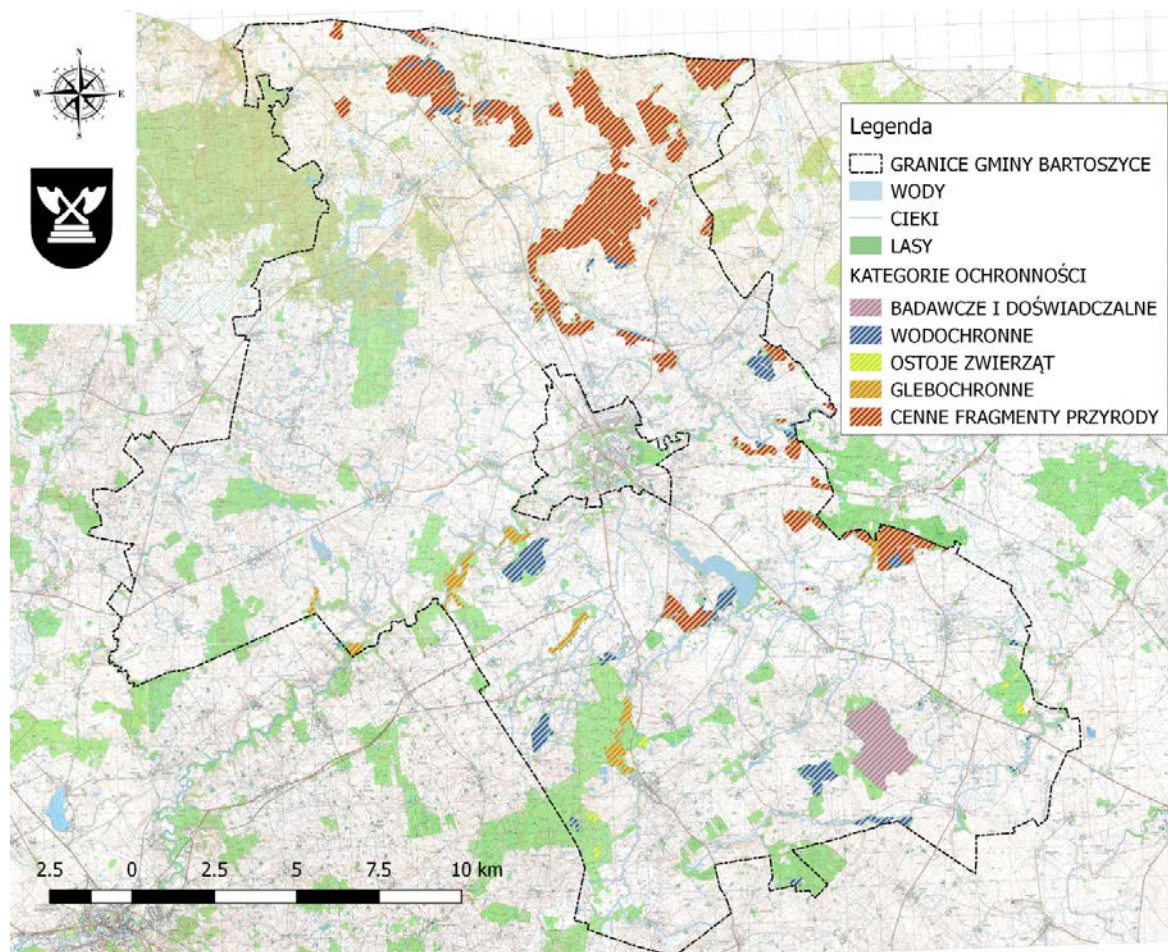 N
W E
S
Legenda
GRANICE GMINY BARTOSZYCE
WODY
CIEKI
LASY
KATEGORIE OCHRONNOŚCI
BADAWCZE I DOŚWIADCZALNE
WODOCHRONNE
OSTOJE ZWIERZĄT
GLEBOCHRONNE
CENNE FRAGMENTY PRZYRODY
2.5 0 2.5 5 7.5 10 km